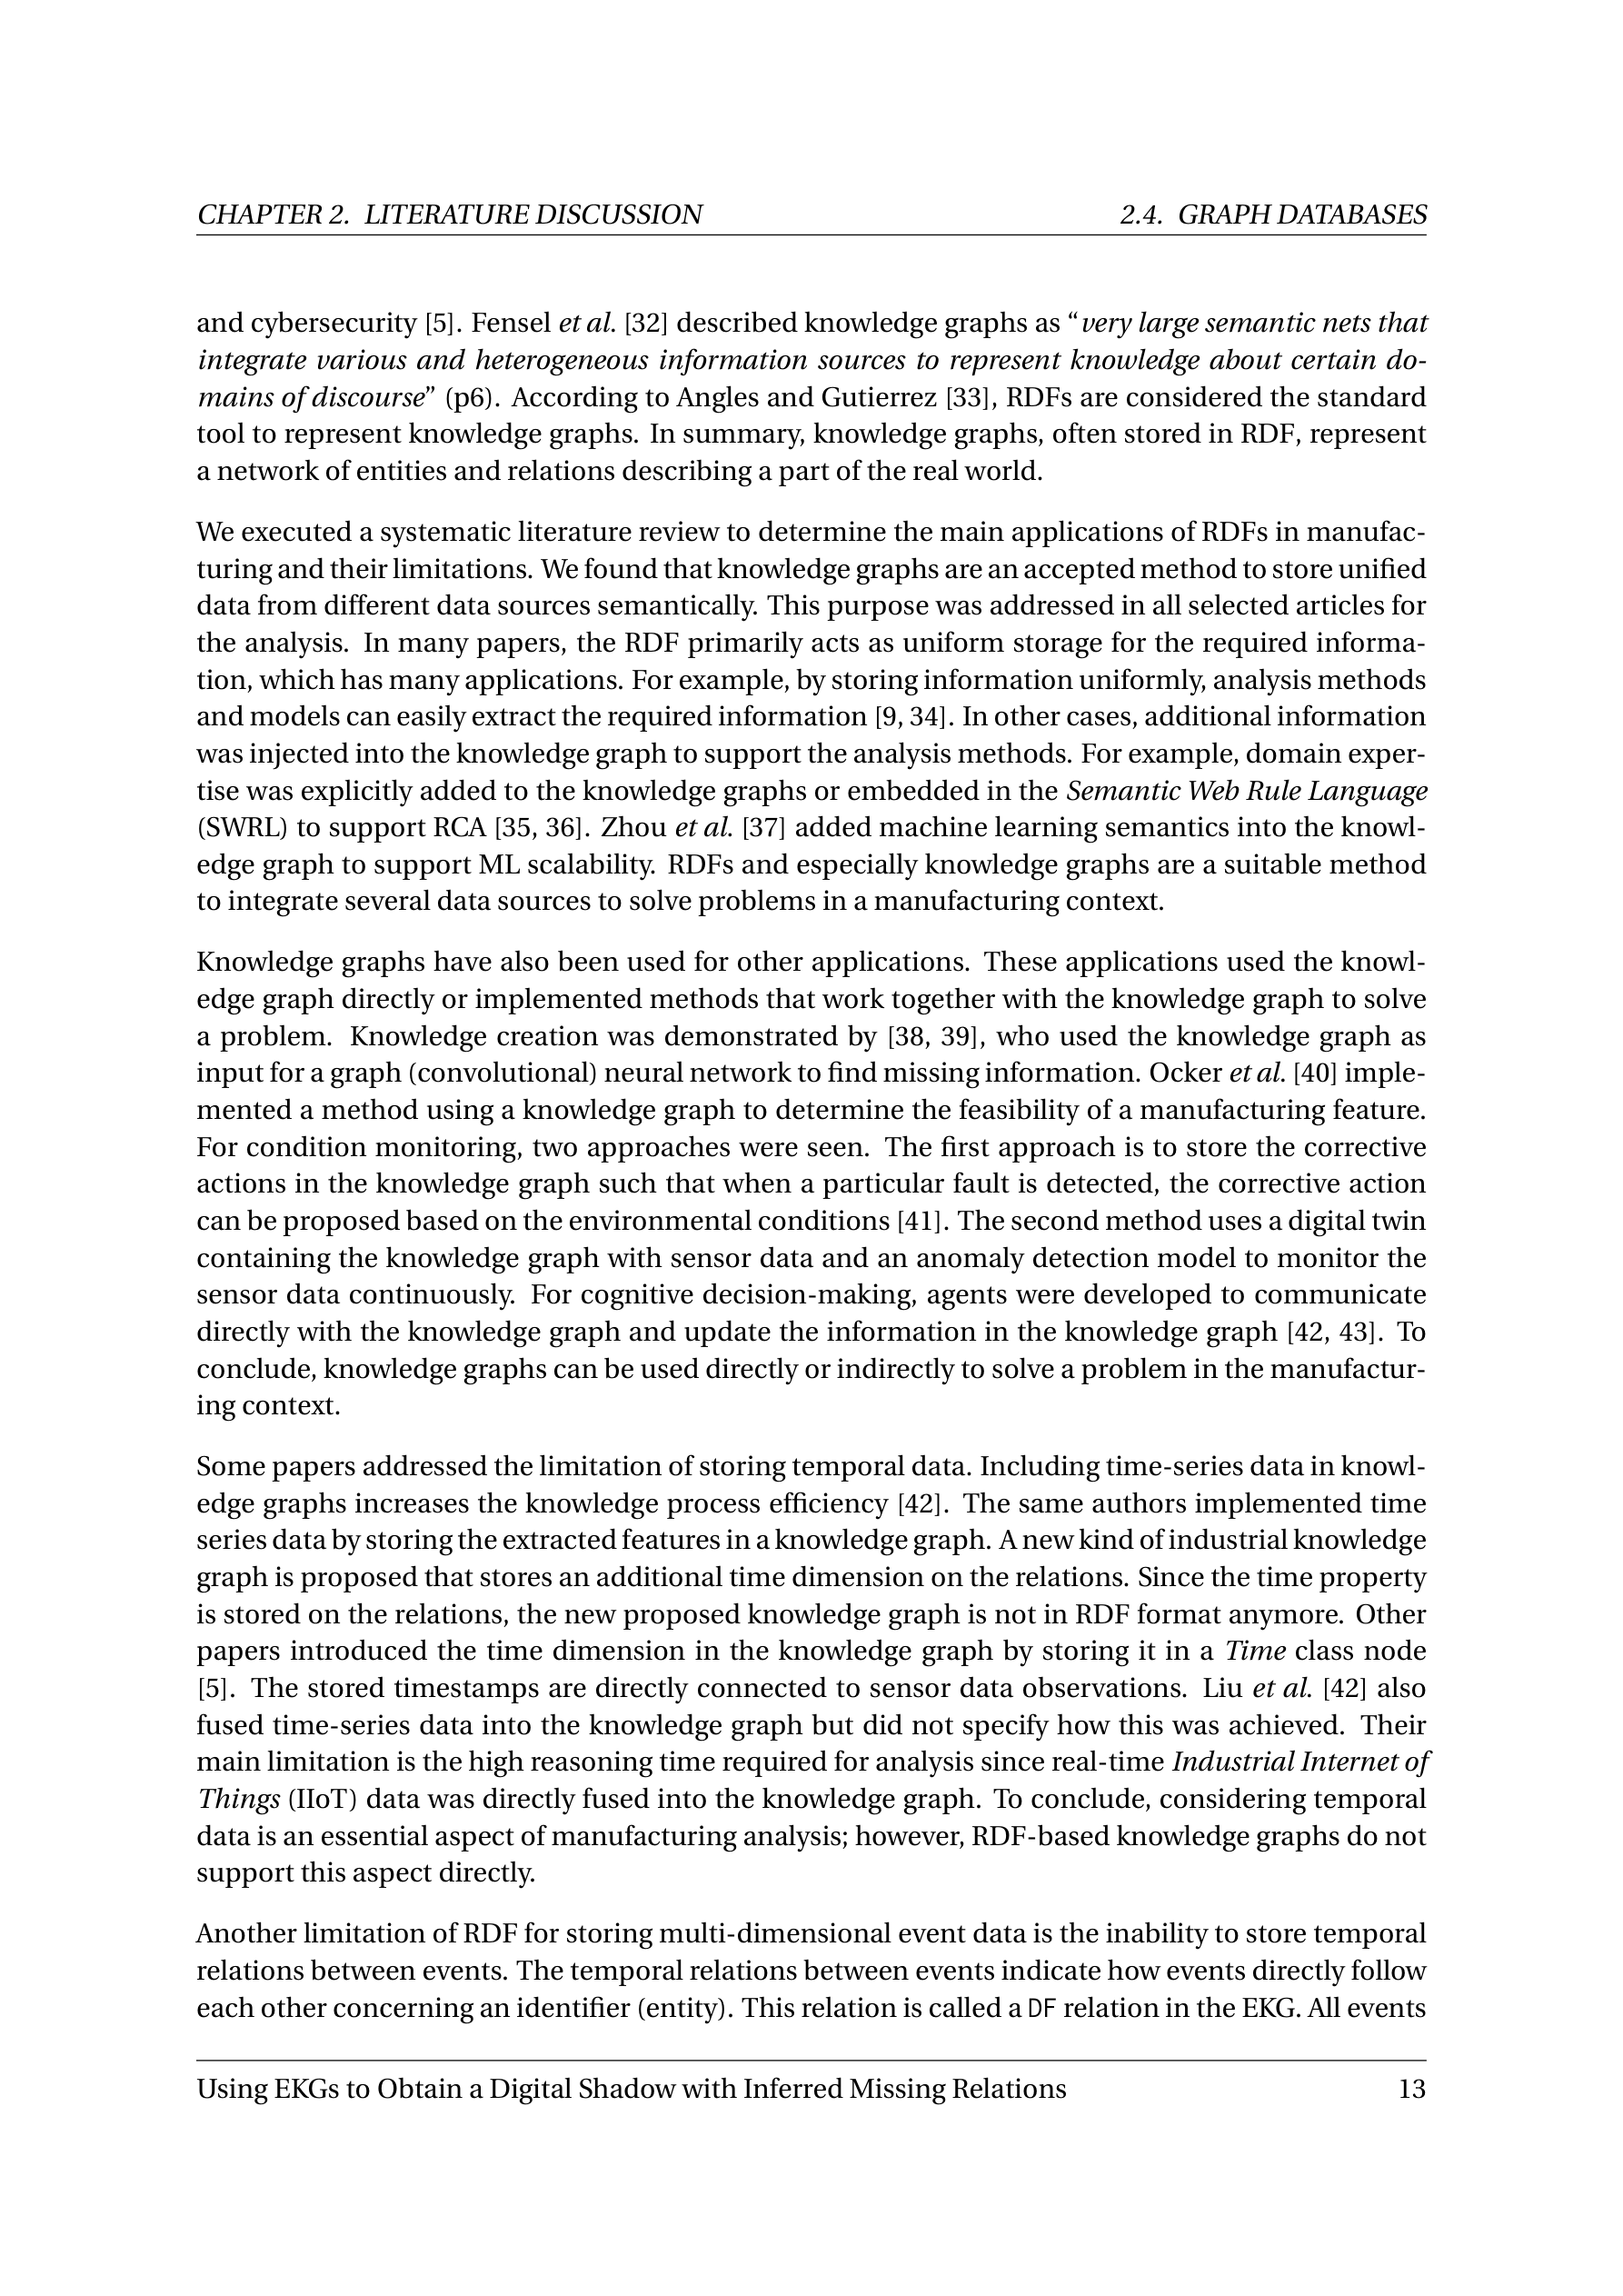 CHAPTER 2. LITERATURE DISCUSSION 2.4. GRAPH DATABASES
and cybersecurity [5]. Fensel et al. [32] described knowledge graphs as “very large semantic nets that
integrate various and heterogeneous information sources to represent knowledge about certain do-
mains of discourse” (p6). According to Angles and Gutierrez [33], RDFs are considered the standard
tool to represent knowledge graphs. In summary, knowledge graphs, often stored in RDF, represent
a network of entities and relations describing a part of the real world.
We executed a systematic literature review to determine the main applications of RDFs in manufac-
turing and their limitations. We found that knowledge graphs are an accepted method to store unified
data from different data sources semantically. This purpose was addressed in all selected articles for
the analysis. In many papers, the RDF primarily acts as uniform storage for the required informa-
tion, which has many applications. For example, by storing information uniformly, analysis methods
and models can easily extract the required information [9, 34]. In other cases, additional information
was injected into the knowledge graph to support the analysis methods. For example, domain exper-
tise was explicitly added to the knowledge graphs or embedded in the Semantic Web Rule Language
(SWRL) to support RCA [35, 36]. Zhou et al. [37] added machine learning semantics into the knowl-
edge graph to support ML scalability. RDFs and especially knowledge graphs are a suitable method
to integrate several data sources to solve problems in a manufacturing context.
Knowledge graphs have also been used for other applications. These applications used the knowl-
edge graph directly or implemented methods that work together with the knowledge graph to solve
a problem. Knowledge creation was demonstrated by [38, 39], who used the knowledge graph as
input for a graph (convolutional) neural network to find missing information. Ocker et al. [40] imple-
mented a method using a knowledge graph to determine the feasibility of a manufacturing feature.
For condition monitoring, two approaches were seen. The first approach is to store the corrective
actions in the knowledge graph such that when a particular fault is detected, the corrective action
can be proposed based on the environmental conditions [41]. The second method uses a digital twin
containing the knowledge graph with sensor data and an anomaly detection model to monitor the
sensor data continuously. For cognitive decision-making, agents were developed to communicate
directly with the knowledge graph and update the information in the knowledge graph [42, 43]. To
conclude, knowledge graphs can be used directly or indirectly to solve a problem in the manufactur-
ing context.
Some papers addressed the limitation of storing temporal data. Including time-series data in knowl-
edge graphs increases the knowledge process efficiency [42]. The same authors implemented time
series data by storing the extracted features in a knowledge graph. A new kind of industrial knowledge
graph is proposed that stores an additional time dimension on the relations. Since the time property
is stored on the relations, the new proposed knowledge graph is not in RDF format anymore. Other
papers introduced the time dimension in the knowledge graph by storing it in a Time class node
[5]. The stored timestamps are directly connected to sensor data observations. Liu et al. [42] also
fused time-series data into the knowledge graph but did not specify how this was achieved. Their
main limitation is the high reasoning time required for analysis since real-time Industrial Internet of
Things (IIoT) data was directly fused into the knowledge graph. To conclude, considering temporal
data is an essential aspect of manufacturing analysis; however, RDF-based knowledge graphs do not
support this aspect directly.
Another limitation of RDF for storing multi-dimensional event data is the inability to store temporal
relations between events. The temporal relations between events indicate how events directly follow
each other concerning an identifier (entity). This relation is called a DF relation in the EKG. All events
Using EKGs to Obtain a Digital Shadow with Inferred Missing Relations 13